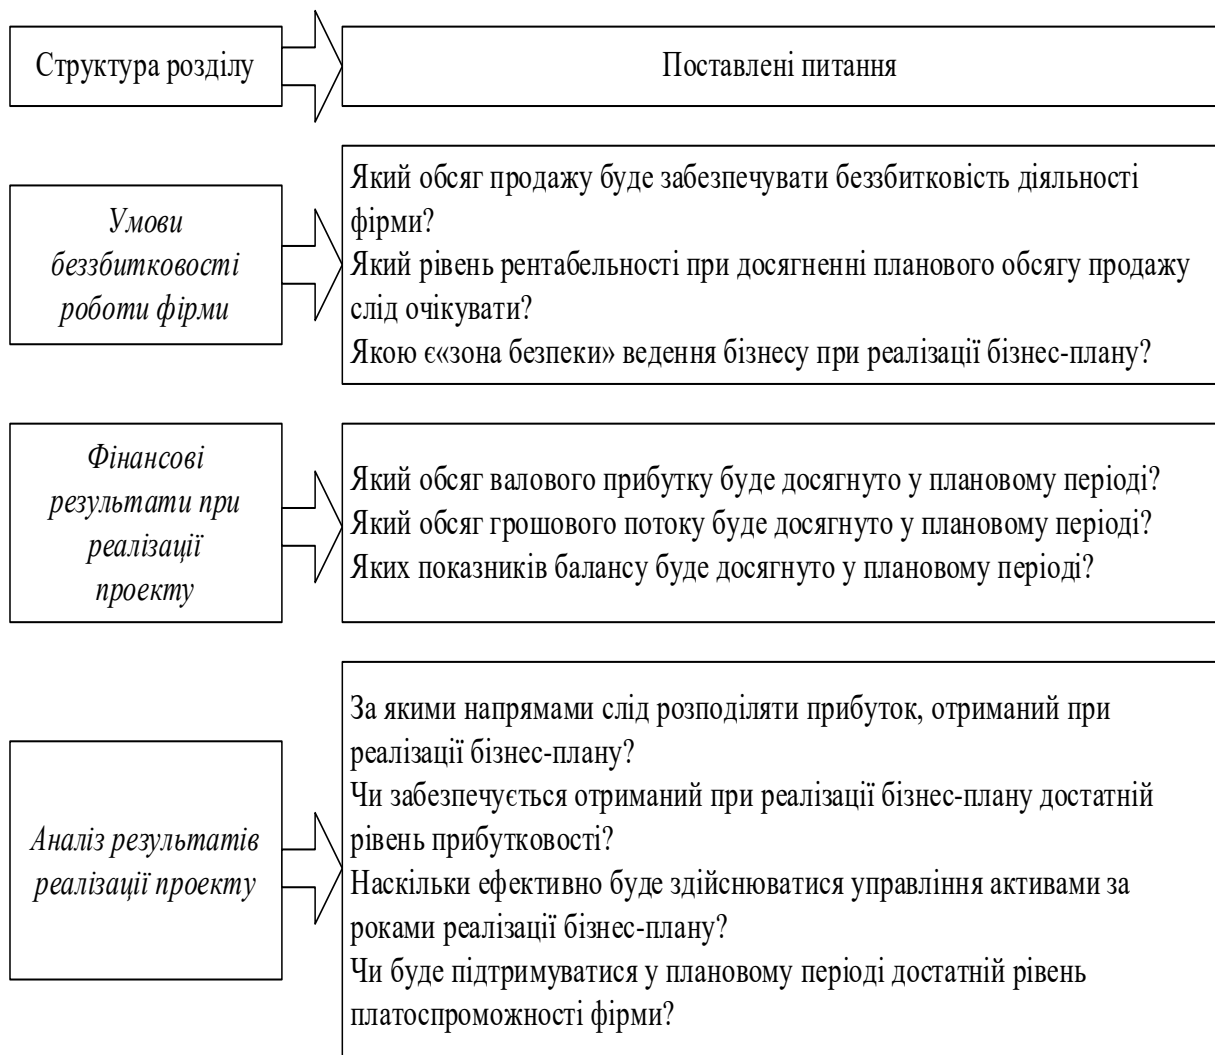 Структура розділу
Поставлені питання
Умови
беззбитковості
роботи фірми
Який обсяг продажу буде забезпечувати беззбитковість діяльності
фірми?
Який рівень рентабельності при досягненні планового обсягу продажу
слід очікувати?
Якою є«зона безпеки» ведення бізнесу при реалізації бізнес-плану?
Фінансові
результати при
реалізації
проекту
Який обсяг валового прибутку буде досягнуто у плановому періоді?
Який обсяг грошового потоку буде досягнуто у плановому періоді?
Яких показників балансу буде досягнуто у плановому періоді?
Аналіз результатів
реалізації проекту
За якими напрямами слід розподіляти прибуток, отриманий при
реалізації бізнес-плану?
Чи забезпечується отриманий при реалізації бізнес-плану достатній
рівень прибутковості?
Наскільки ефективно буде здійснюватися управління активами за
роками реалізації бізнес-плану?
Чи буде підтримуватися у плановому періоді достатній рівень
платоспроможності фірми?